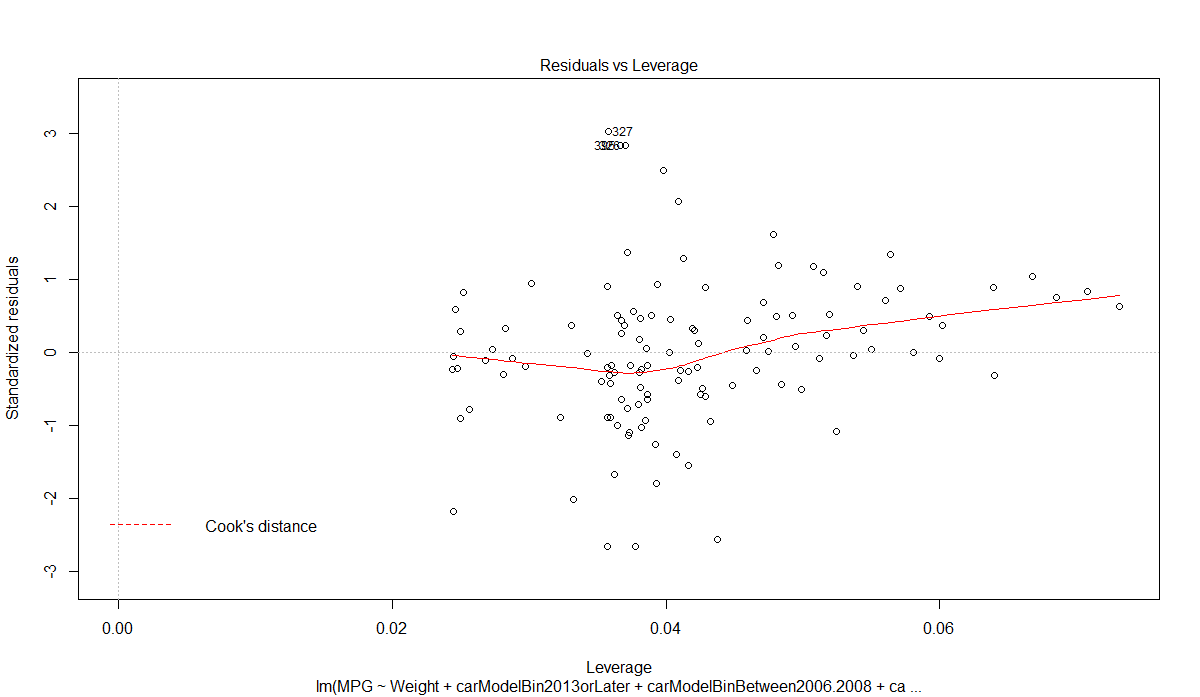 Residuals vs Leverage
Standardized residuals
3
2
1
0
-1
-2
-3
327
Cook's distance
0.00 0.02 0.04 0.06
Leverage
lm(MPG ~ Weight + carModelBin2013orLater + carModelBinBetween2006.2008 + ca ...